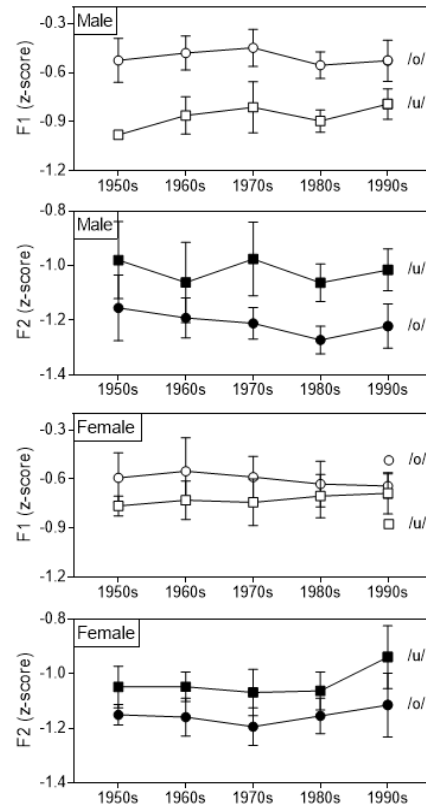 Male
F1 (z-score)
-0.3
-0.6
-0.9
-1.2
/o/
/u/
1950s 1960s 1970s 1980s 1990s
Male
F2 (z-score)
-0.8
-1.0
-1.2
-1.4
/u/
/o/
1950s 1960s 1970s 1980s 1990s
Female
F1 (z-score)
-0.3
-0.6
-0.9
-1.2
/o/
/u/
1950s 1960s 1970s 1980s 1990s
Female
F2 (z-score)
-0.8
-1.0
-1.2
-1.4
/u/
/o/
1950s 1960s 1970s 1980s 1990s